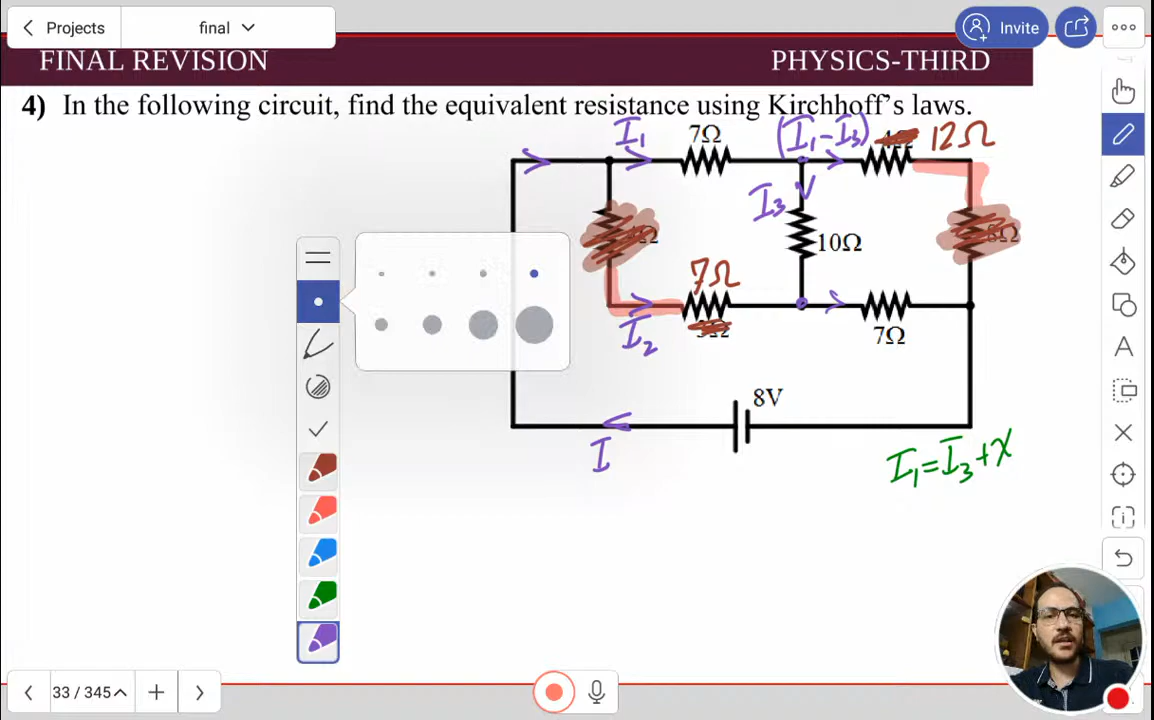 Projects
final
Invite
FINAL REVISION
PHYSICS-THIRD
4) In the following circuit, find the equivalent resistance using Kirchhoff's laws.
I₁
7Ω
(I₁-I₃)
12Ω
I₃
10Ω
7Ω
I₂
7Ω
8V
I
I₁=I₃+X
A
33 / 345